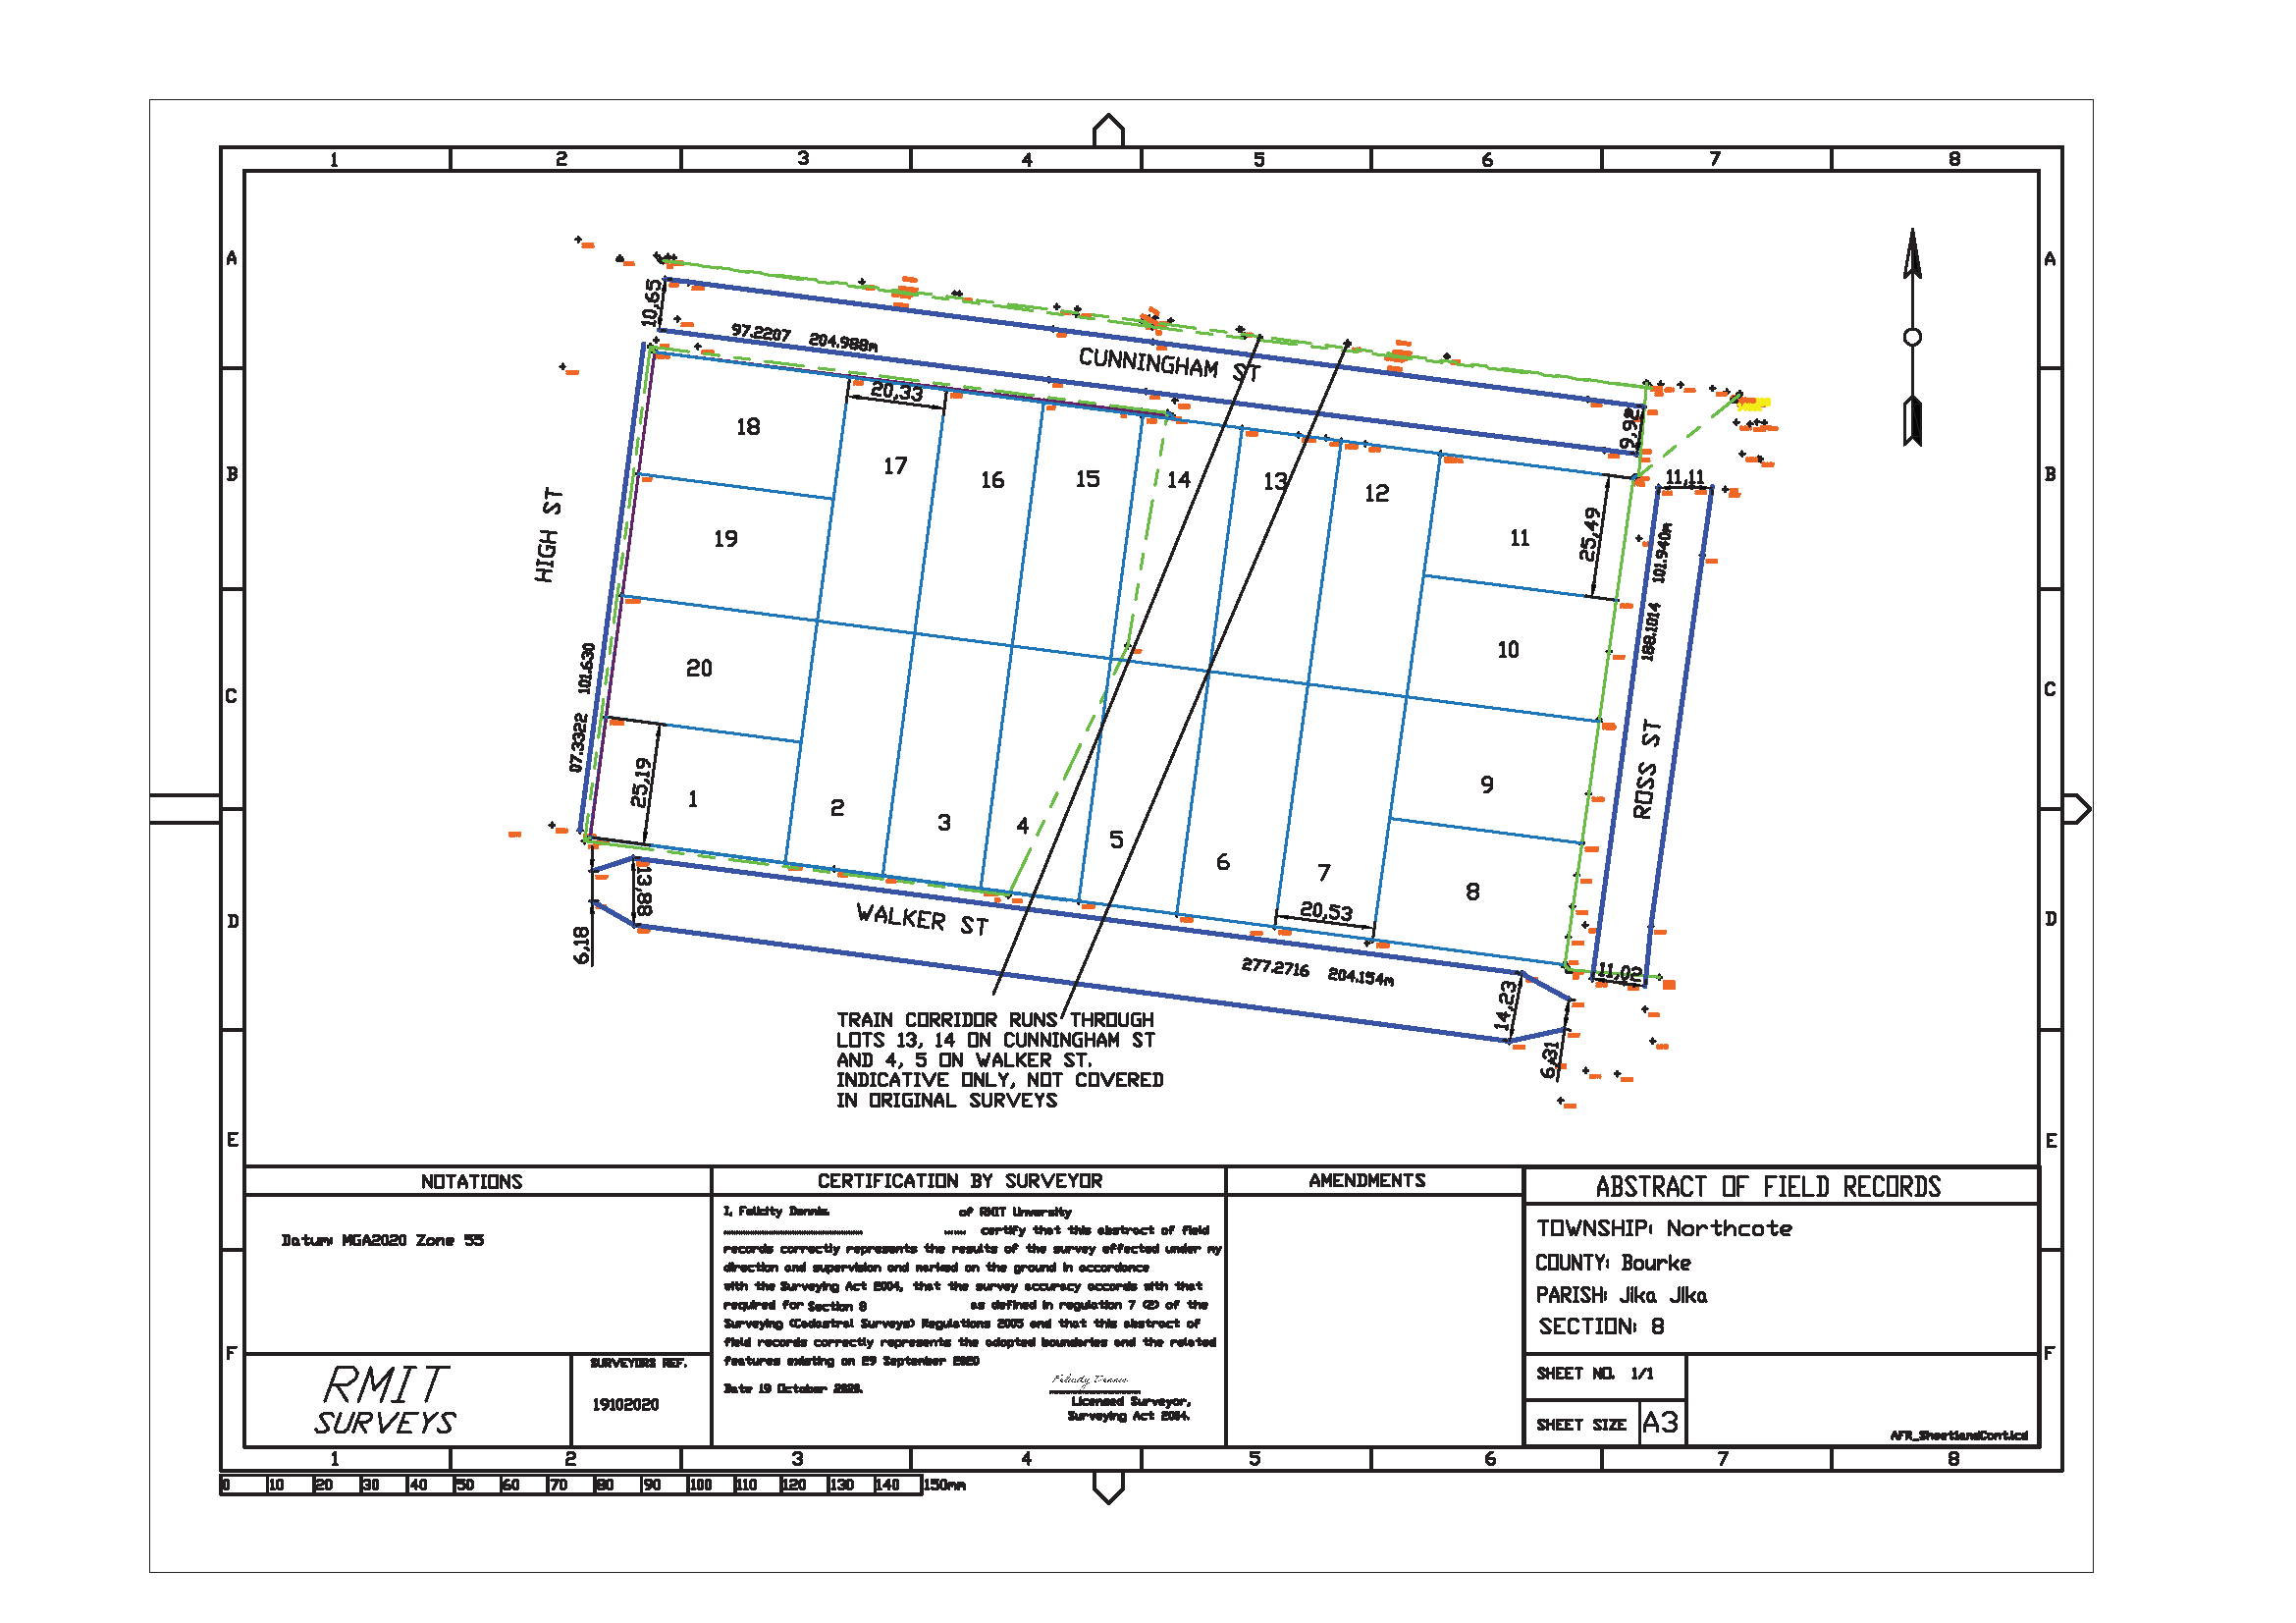 1 2 3 4 5 6 7 8
A A
10,65
97.2207 204.988m
CUNNINGHAM ST
20,33
9,92
B B
18
17
16
15
14
13
12
11
11,11
HIGH ST
25,49
101.940m
19
188.1014
10
C C
101.630
20
07.3322
ROSS ST
25,19
1
2
3
4
5
6
7
8
9
D D
13,88
6,18
WALKER ST
20,53
277.2716 204.154m
11,02
14,23
6,31
TRAIN CORRIDOR RUNS THROUGH
LOTS 13, 14 ON CUNNINGHAM ST
AND 4, 5 ON WALKER ST.
INDICATIVE ONLY, NOT COVERED
IN ORIGINAL SURVEYS
E E
NOTATIONS
Datum: MGA2020 Zone 55
CERTIFICATION BY SURVEYOR
I, Felicity Dennis. of RMIT University
certify that this abstract of field
records correctly represents the results of the survey effected under my
direction and supervision and marked on the ground in accordance
with the Surveying Act 2004, that the survey accuracy accords with that
required for Section 8 as defined in regulation 7 (2) of the
Surveying (Cadastral Surveys) Regulations 2005 and that this abstract of
field records correctly represents the adopted boundaries and the related
features existing on 29 September 2020
Date 19 October 2020.
Felicity Dennis
Licensed Surveyor,
Surveying Act 2004.
AMENDMENTS
ABSTRACT OF FIELD RECORDS
TOWNSHIP: Northcote
COUNTY: Bourke
PARISH: Jika Jika
SECTION: 8
F F
RMIT
SURVEYS
SURVEYORS REF.
19102020
SHEET NO. 1/1
SHEET SIZE A3
AFR_SheetlandCont.lcd
1 2 3 4 5 6 7 8
0 10 20 30 40 50 60 70 80 90 100 110 120 130 140 150mm